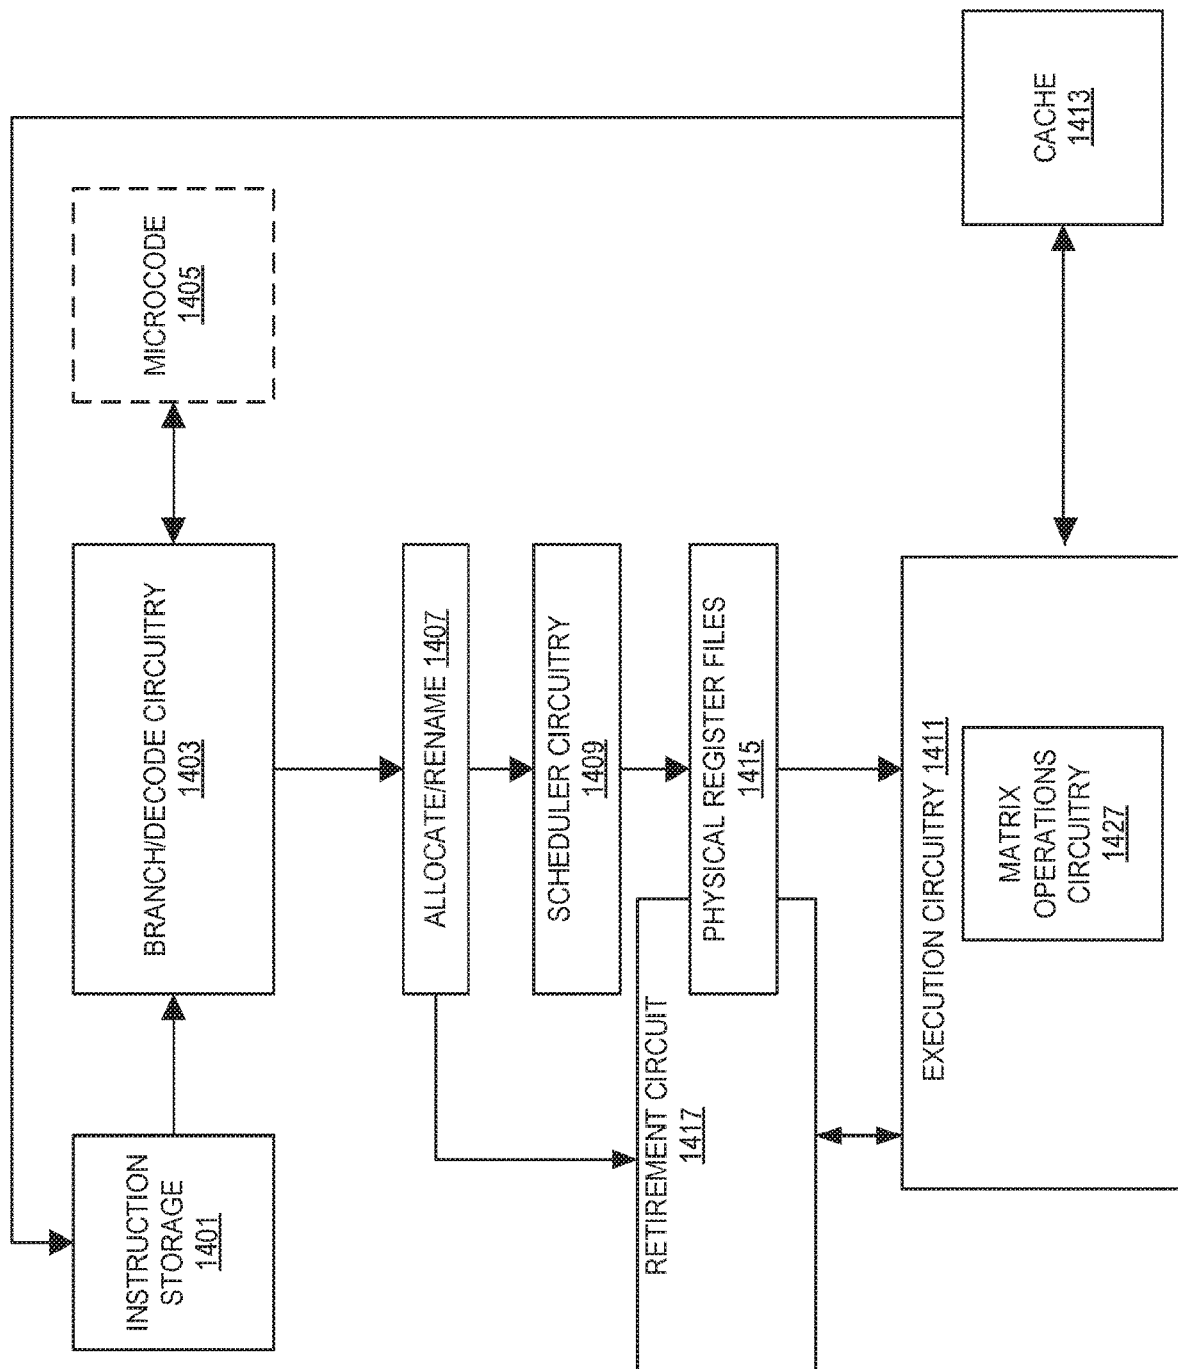 INSTRUCTION
STORAGE
1401
BRANCH/DECODE CIRCUITRY
1403
MICROCODE
1405
ALLOCATE/RENAME 1407
SCHEDULER CIRCUITRY
1409
RETIREMENT CIRCUIT
1417
PHYSICAL REGISTER FILES
1415
EXECUTION CIRCUITRY 1411
MATRIX
OPERATIONS
CIRCUITRY
1427
CACHE
1413